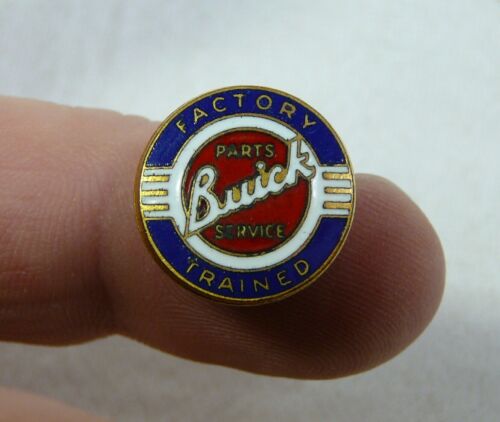 FACTORY
PARTS
Buick
SERVICE
TRAINED